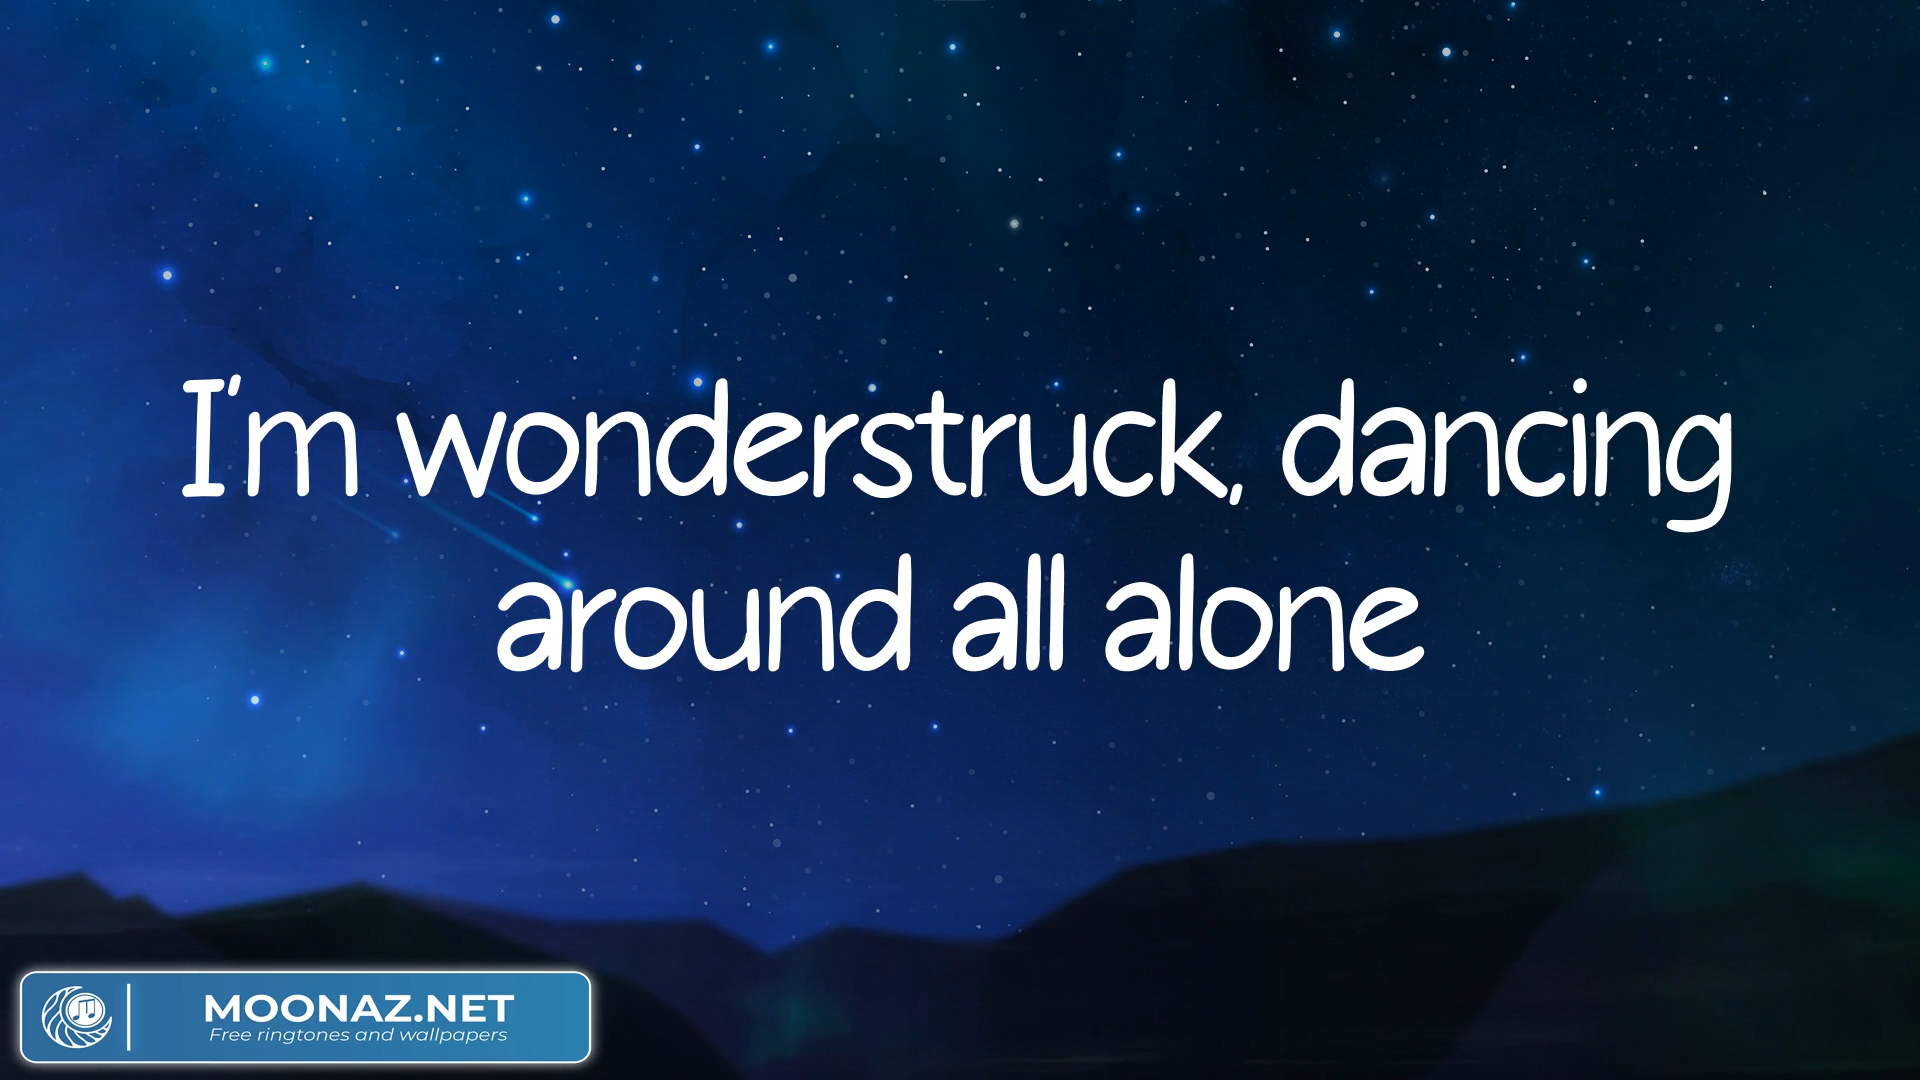 I'm wonderstruck, dancing
around all alone
MOONAZ.NET
Free ringtones and wallpapers